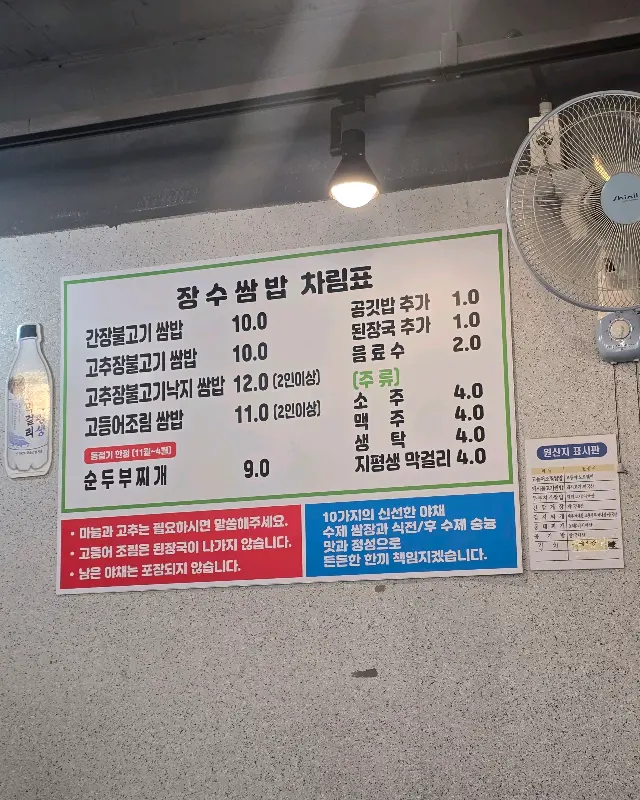 장수쌈밥 차림표
간장불고기 쌈밥 10.0
고추장불고기 쌈밥 10.0
고추장불고기낙지 쌈밥 12.0 (2인이상)
고등어조림 쌈밥 11.0 (2인이상)
동절기 한정 (11월~4월)
순두부찌개 9.0
공깃밥 추가 1.0
된장국 추가 1.0
음료수 2.0
(주류)
소주 4.0
맥주 4.0
생탁 4.0
지평생 막걸리 4.0
• 마늘과 고추는 필요하시면 말씀해주세요.
• 고등어 조림은 된장국이 나가지 않습니다.
• 남은 야채는 포장되지 않습니다.
10가지의 신선한 야채
수제 쌈장과 식전/후 수제 숭늉
맛과 정성으로
든든한 한끼 책임지겠습니다.
Shinil
원산지 표시판